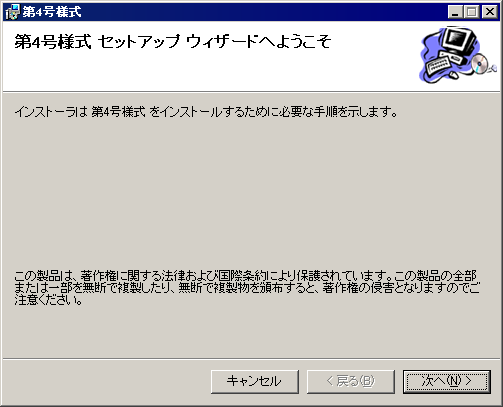 第4号様式
第4号様式 セットアップ ウィザードへようこそ
インストーラは 第4号様式 をインストールするために必要な手順を示します。
この製品は、著作権に関する法律および国際条約により保護されています。この製品の全部
または一部を無断で複製したり、無断で複製物を頒布すると、著作権の侵害となりますのでご
注意ください。
キャンセル
< 戻る(B)
次へ(N) >